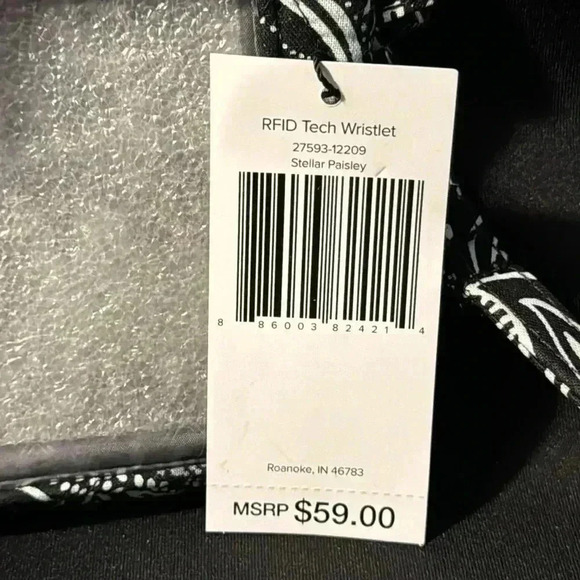 RFID Tech Wristlet
27593-12209
Stellar Paisley
8 86003 82421 4
Roanoke, IN 46783
MSRP $59.00